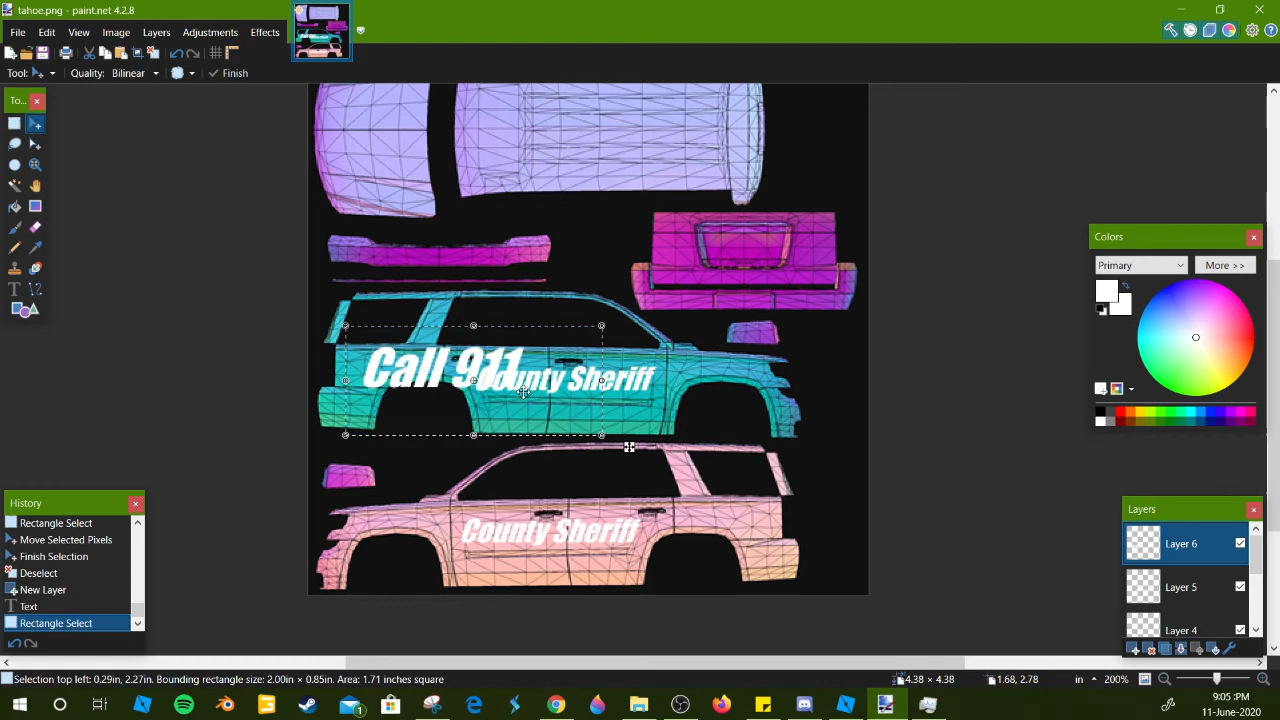 tahoe.png - paint.net 4.2.8
File Edit View Image Layers Adjustments Effects
Tool: Quality: Bilinear Finish
To...
Colors
Primary More >>
Call 911
County Sheriff
County Sheriff
History
Rectangle Select
Move Selected Pixels
Finish Selection
Deselect
New Layer
Text
Rectangle Select
Layers
Layer 6
Layer 5
Layer 4
Selection top left: 0.29in, 2.27in. Bounding rectangle size: 2.00in × 0.85in. Area: 1.71 inches square 4.38 × 4.38 1.68, 2.78 in 200%
9:05 PM
11-June-2020